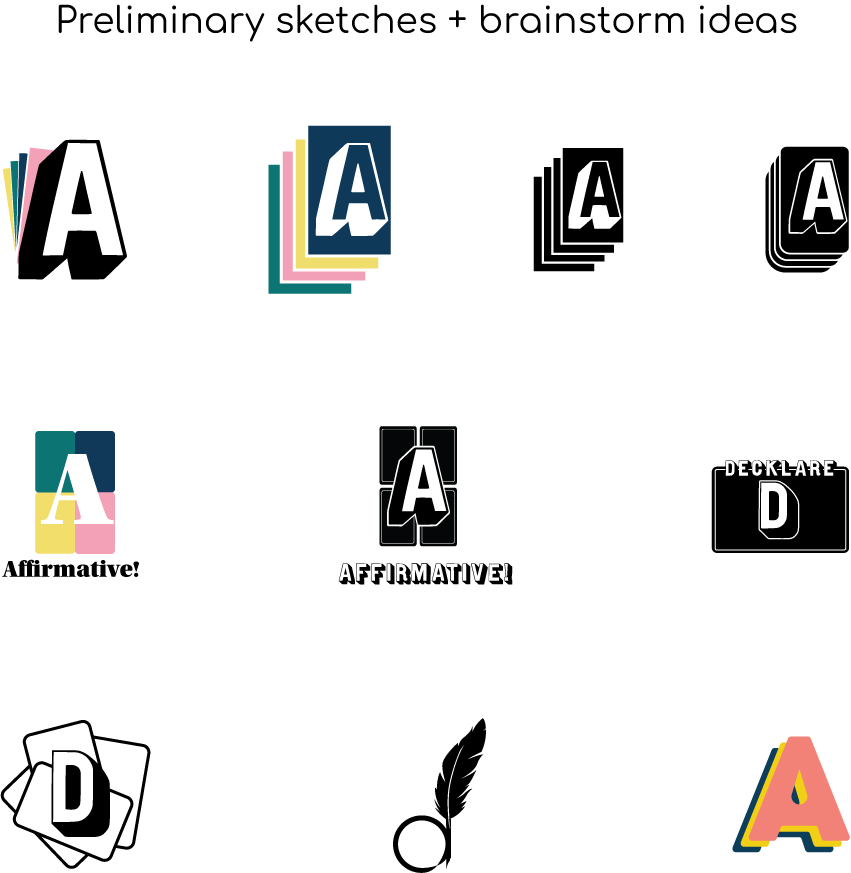 Preliminary sketches + brainstorm ideas
A
A
A
A
A
Affirmative!
A
AFFIRMATIVE!
DECKLARE
D
D
a
A